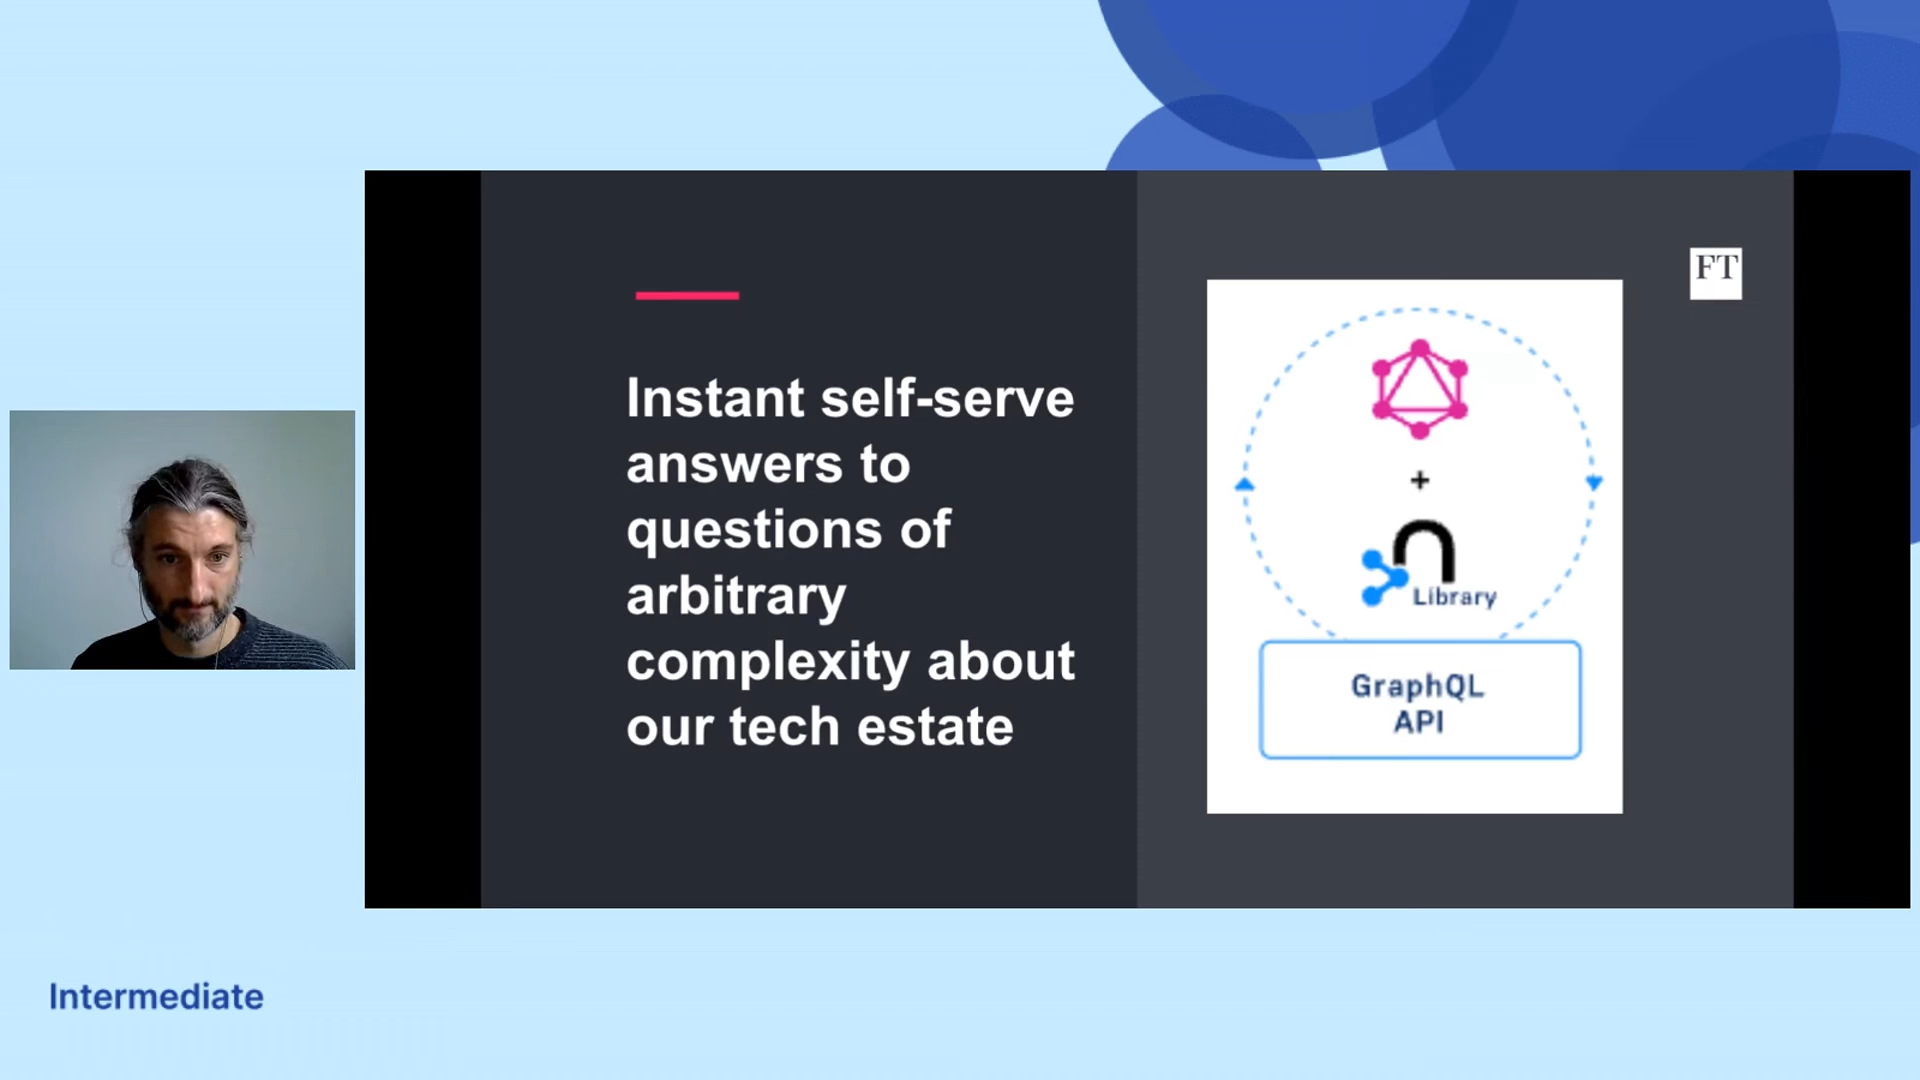 Instant self-serve
answers to
questions of
arbitrary
complexity about
our tech estate
FT
+
Library
GraphQL
API
Intermediate